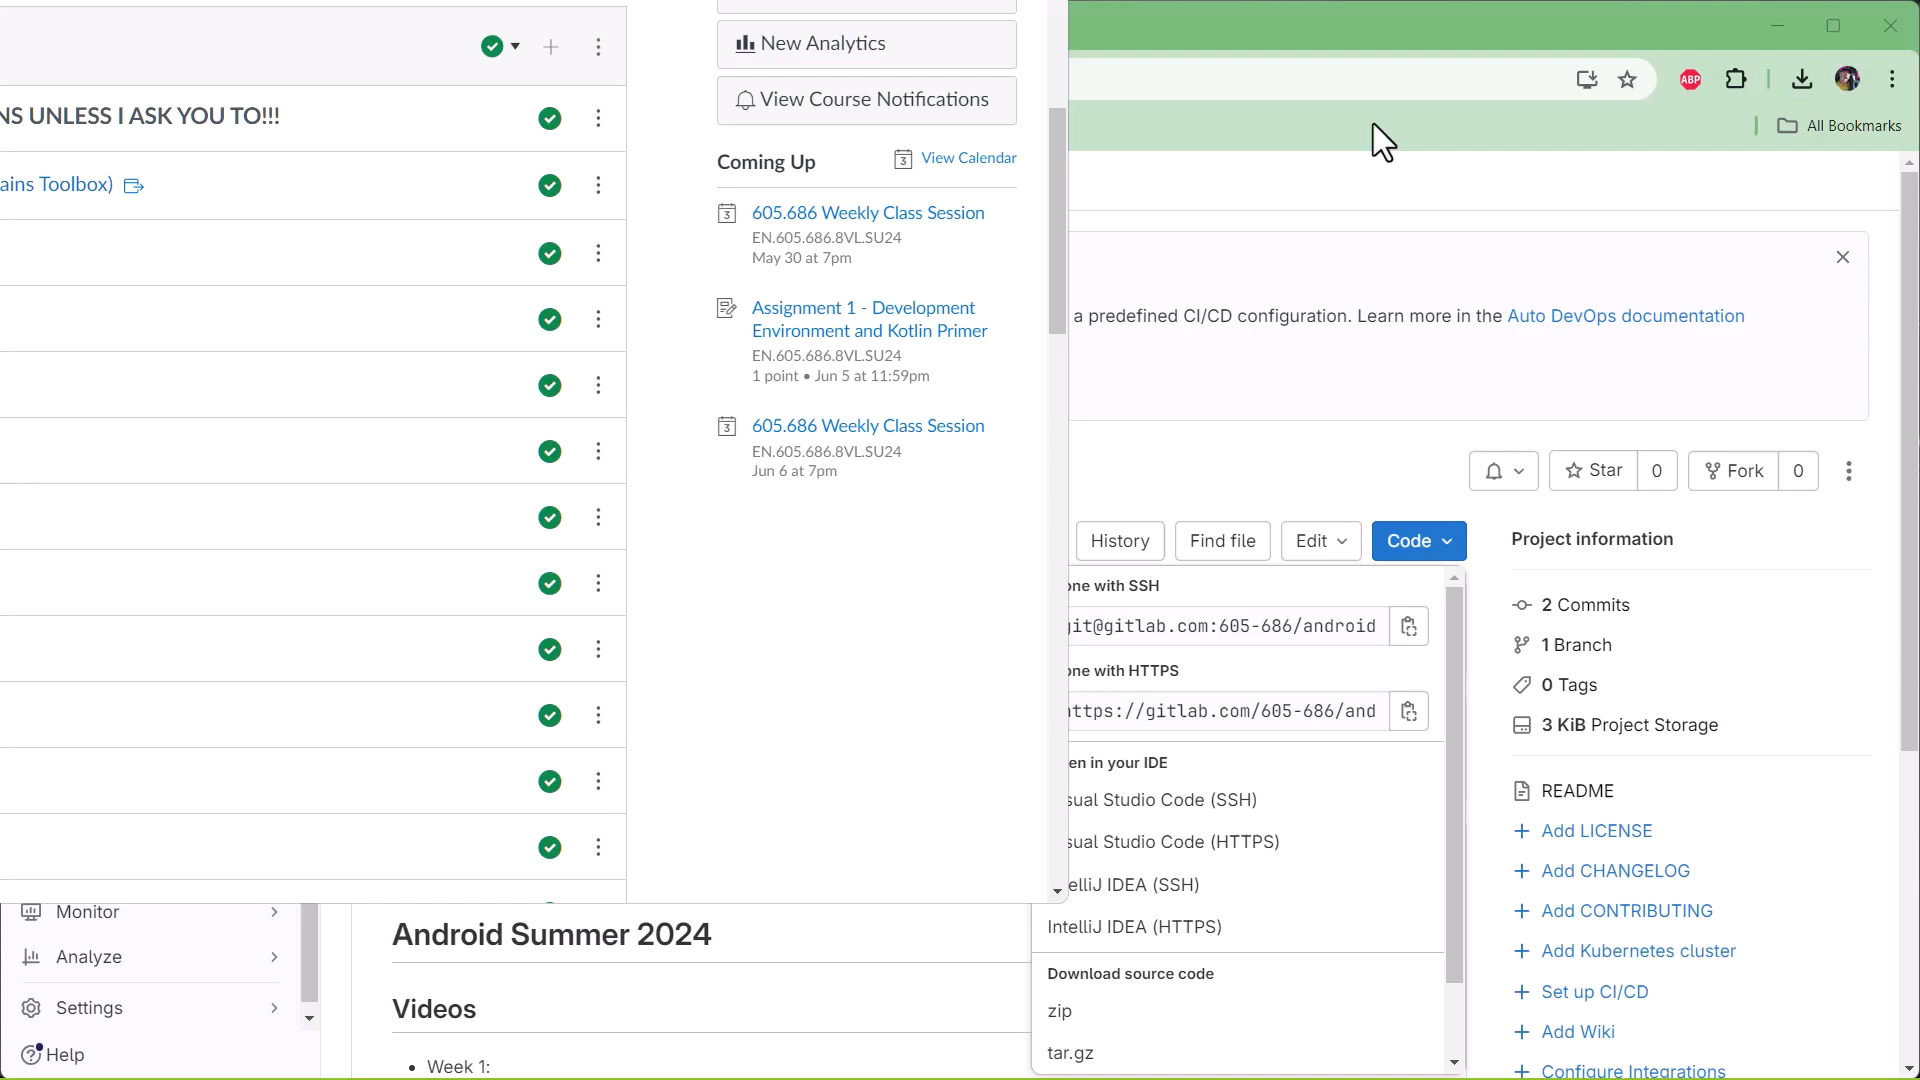 NS UNLESS I ASK YOU TO!!!
ains Toolbox)
New Analytics
View Course Notifications
Coming Up
3
View Calendar
3
605.686 Weekly Class Session
EN.605.686.8VL.SU24
May 30 at 7pm
Assignment 1 - Development
Environment and Kotlin Primer
EN.605.686.8VL.SU24
1 point • Jun 5 at 11:59pm
3
605.686 Weekly Class Session
EN.605.686.8VL.SU24
Jun 6 at 7pm
ABP
All Bookmarks
a predefined CI/CD configuration. Learn more in the Auto DevOps documentation
Star 0
Fork 0
History
Find file
Edit
Code
one with SSH
git@gitlab.com:605-686/android
one with HTTPS
https://gitlab.com/605-686/and
en in your IDE
sual Studio Code (SSH)
sual Studio Code (HTTPS)
elliJ IDEA (SSH)
IntelliJ IDEA (HTTPS)
Download source code
zip
tar.gz
Project information
2 Commits
1 Branch
0 Tags
3 KiB Project Storage
README
Add LICENSE
Add CHANGELOG
Add CONTRIBUTING
Add Kubernetes cluster
Set up CI/CD
Add Wiki
Configure Integrations
Monitor
Analyze
Settings
Help
Android Summer 2024
Videos
Week 1: